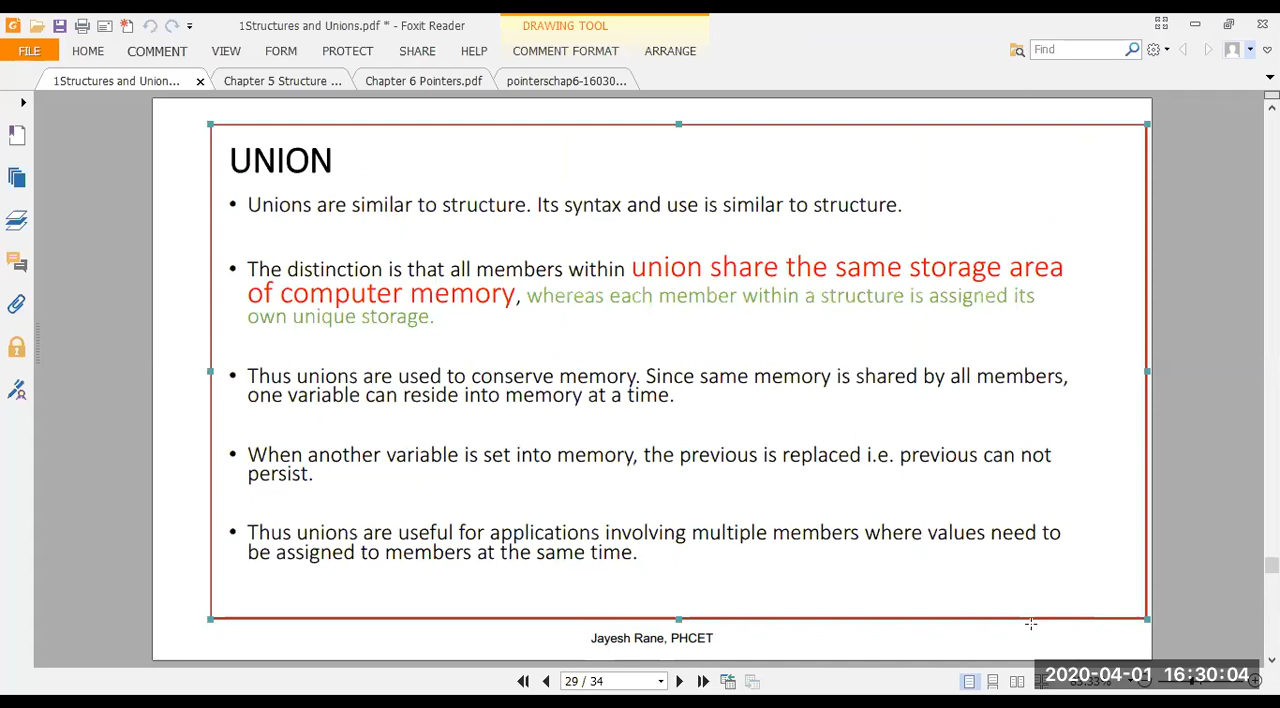 1Structures and Unions.pdf * - Foxit Reader
DRAWING TOOL
FILE HOME COMMENT VIEW FORM PROTECT SHARE HELP COMMENT FORMAT ARRANGE Find
1Structures and Union... Chapter 5 Structure ... Chapter 6 Pointers.pdf pointerschap6-16030...
UNION
• Unions are similar to structure. Its syntax and use is similar to structure.
• The distinction is that all members within union share the same storage area
of computer memory, whereas each member within a structure is assigned its
own unique storage.
• Thus unions are used to conserve memory. Since same memory is shared by all members,
one variable can reside into memory at a time.
• When another variable is set into memory, the previous is replaced i.e. previous can not
persist.
• Thus unions are useful for applications involving multiple members where values need to
be assigned to members at the same time.
Jayesh Rane, PHCET
29 / 34
2020-04-01 16:30:04